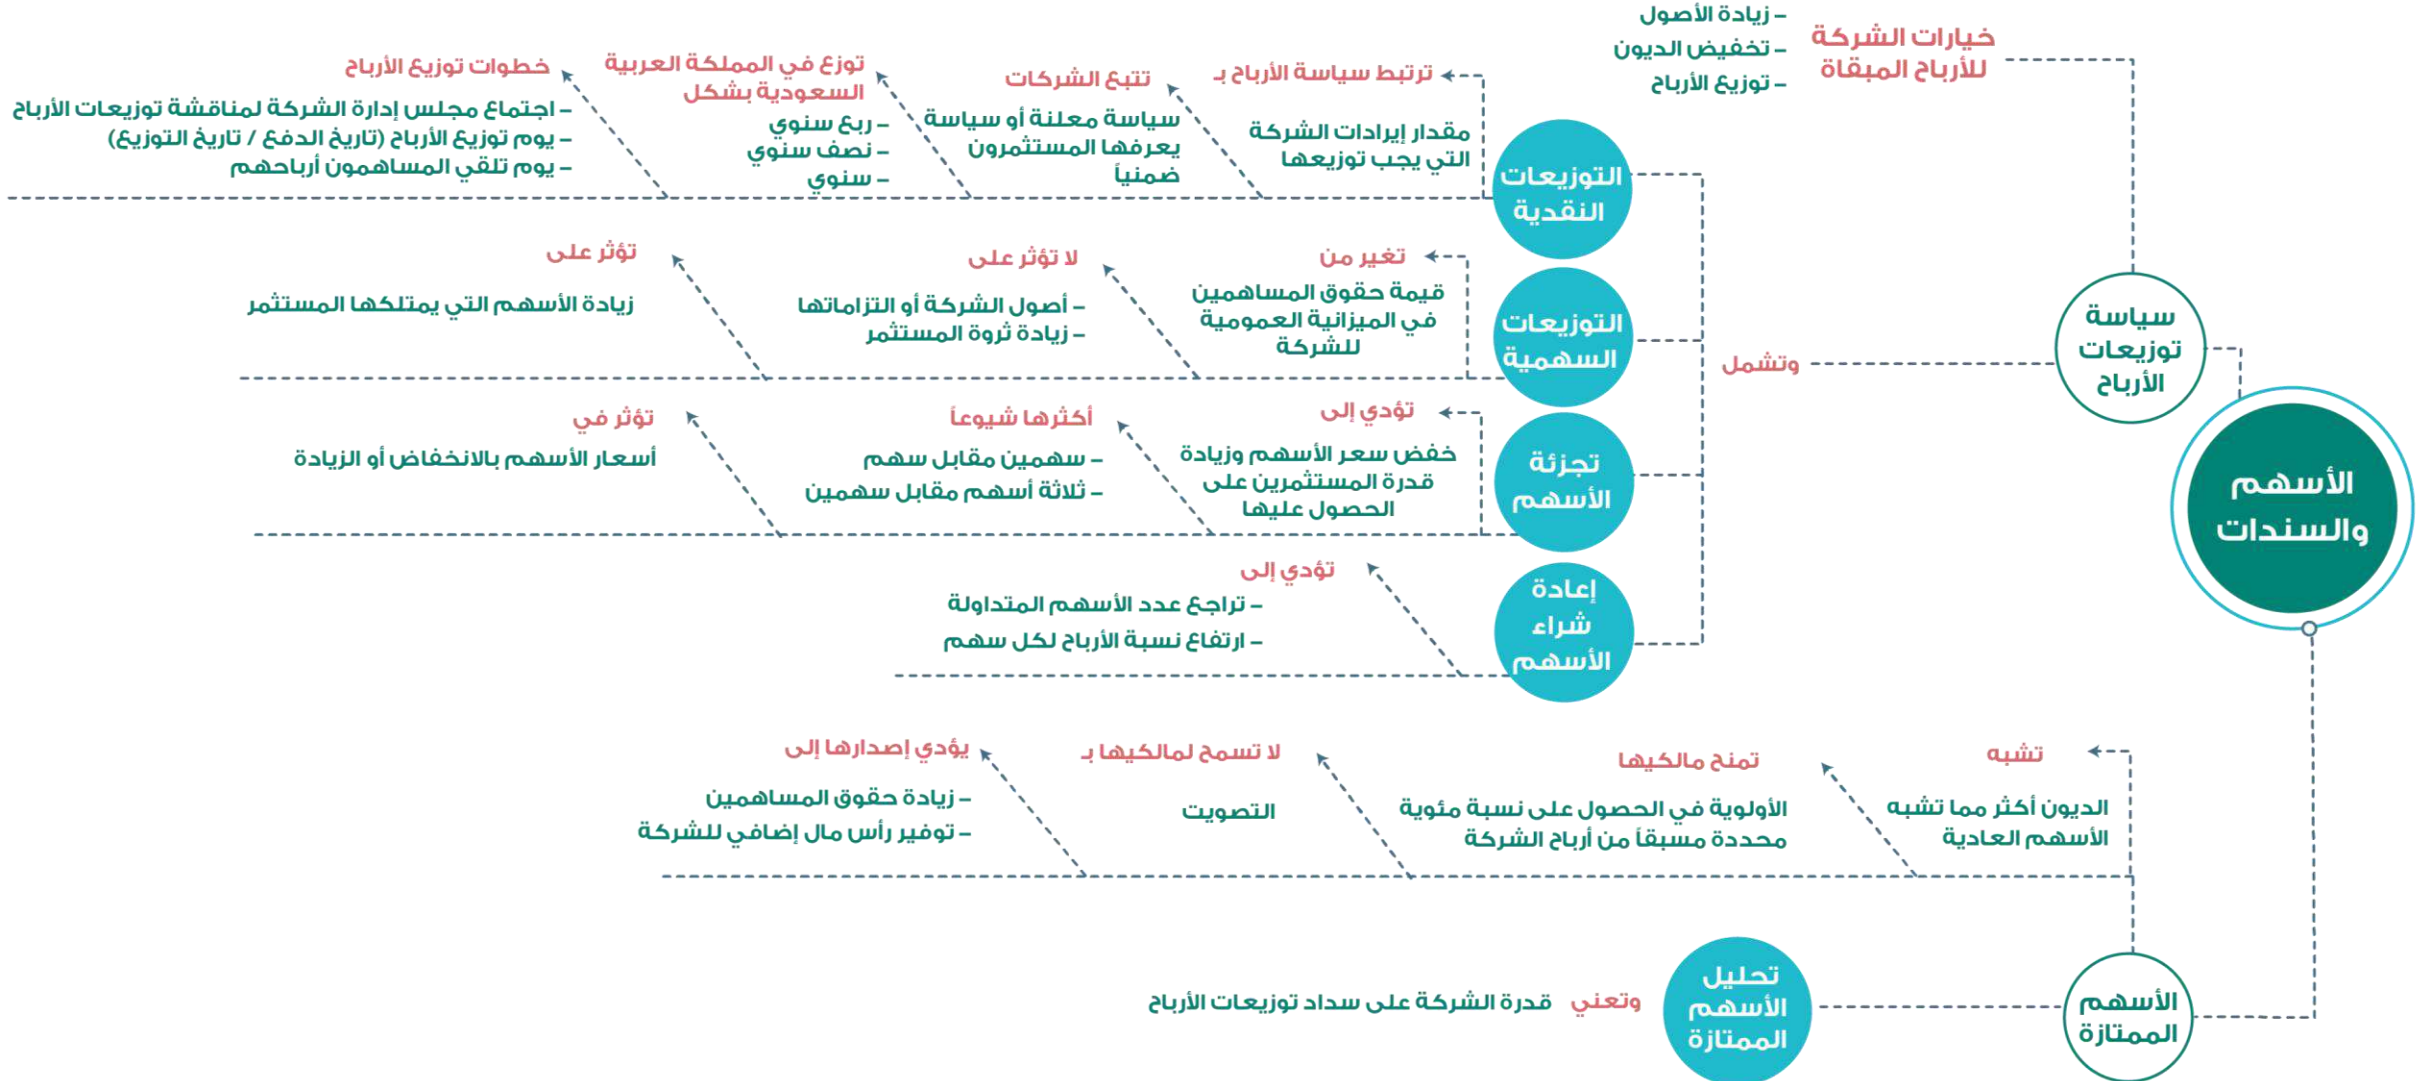 الأسهم
والسندات
سياسة
توزيعات
الأرباح
خيارات الشركة
للأرباح المبقاة
– زيادة الأصول
– تخفيض الديون
– توزيع الأرباح
وتشمل
التوزيعات
النقدية
ترتبط سياسة الأرباح بـ
مقدار إيرادات الشركة
التي يجب توزيعها
تتبع الشركات
سياسة معلنة أو سياسة
يعرفها المستثمرون
ضمنياً
توزع في المملكة العربية
السعودية بشكل
– ربع سنوي
– نصف سنوي
– سنوي
خطوات توزيع الأرباح
– اجتماع مجلس إدارة الشركة لمناقشة توزيعات الأرباح
– يوم توزيع الأرباح (تاريخ الدفع / تاريخ التوزيع)
– يوم تلقي المساهمون أرباحهم
التوزيعات
السهمية
تغير من
قيمة حقوق المساهمين
في الميزانية العمومية
للشركة
لا تؤثر على
– أصول الشركة أو التزاماتها
– زيادة ثروة المستثمر
تؤثر على
زيادة الأسهم التي يمتلكها المستثمر
تجزئة
الأسهم
تؤدي إلى
خفض سعر الأسهم وزيادة
قدرة المستثمرين على
الحصول عليها
أكثرها شيوعاً
– سهمين مقابل سهم
– ثلاثة أسهم مقابل سهمين
تؤثر في
أسعار الأسهم بالانخفاض أو الزيادة
إعادة
شراء
الأسهم
تؤدي إلى
– تراجع عدد الأسهم المتداولة
– ارتفاع نسبة الأرباح لكل سهم
الأسهم
الممتازة
تشبه
الديون أكثر مما تشبه
الأسهم العادية
تمنح مالكيها
الأولوية في الحصول على نسبة مئوية
محددة مسبقاً من أرباح الشركة
لا تسمح لمالكيها بـ
التصويت
يؤدي إصدارها إلى
– زيادة حقوق المساهمين
– توفير رأس مال إضافي للشركة
تحليل
الأسهم
الممتازة
وتعني قدرة الشركة على سداد توزيعات الأرباح